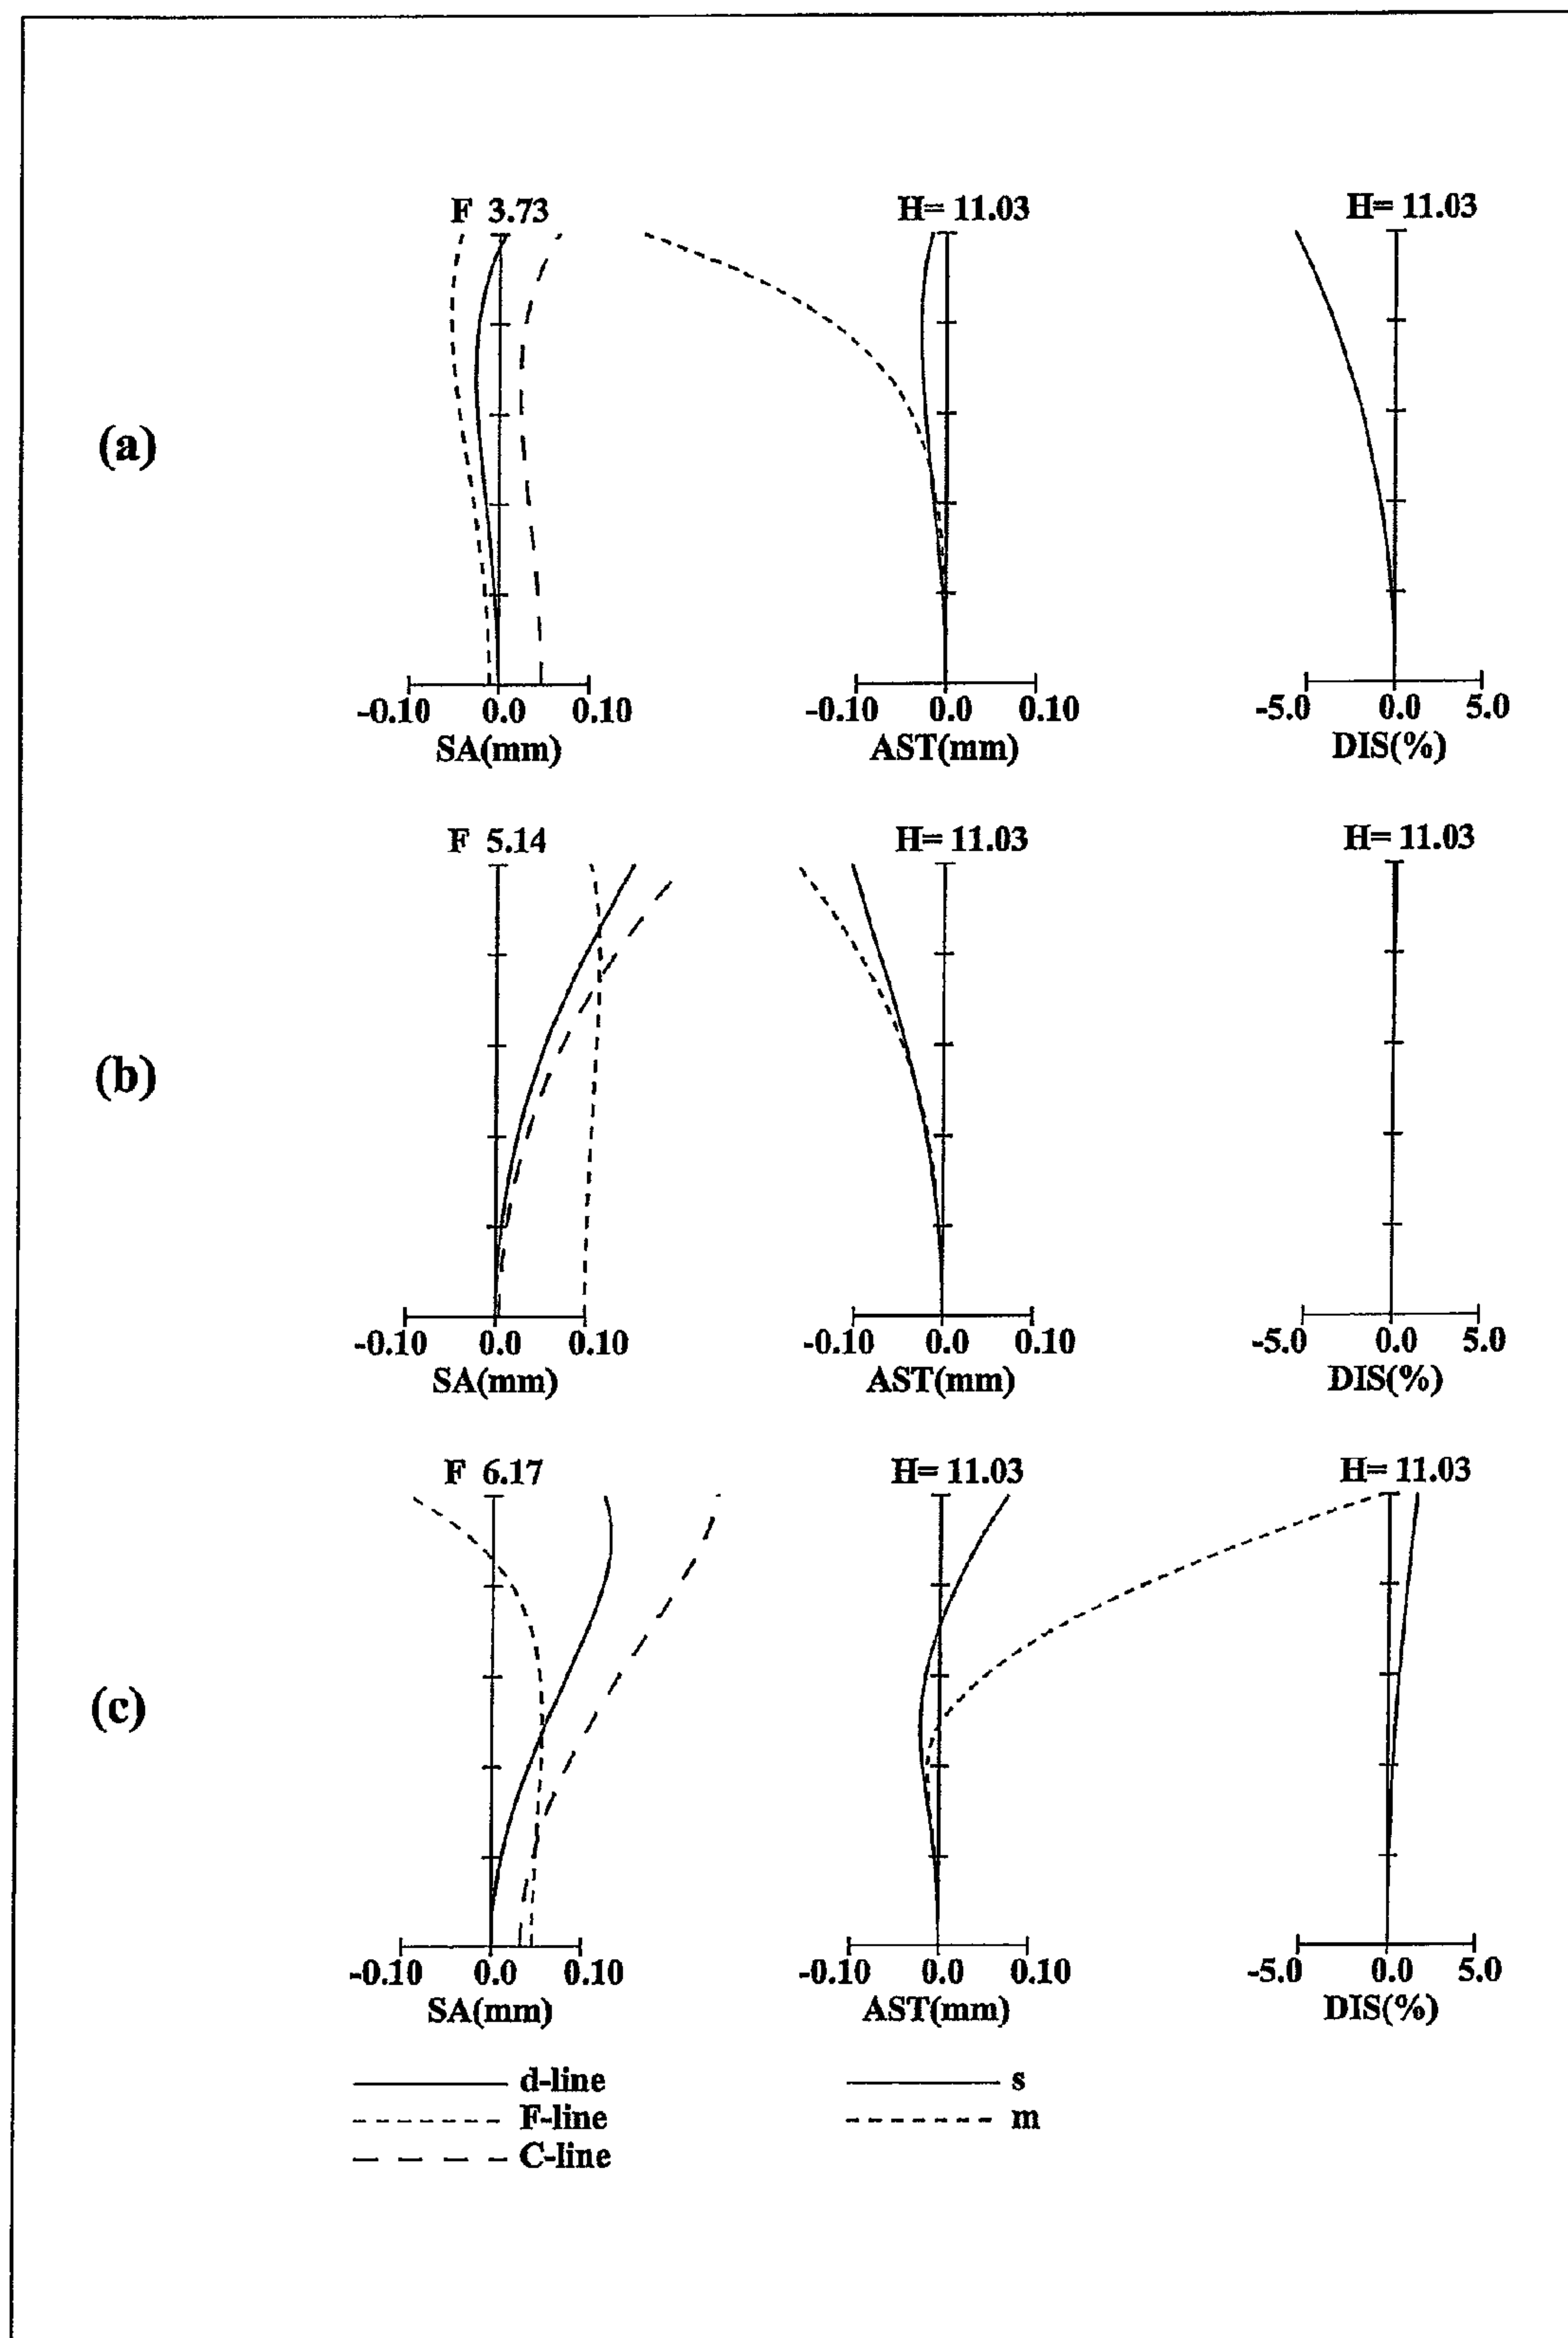 (a)
F 3.73
H= 11.03
H= 11.03
-0.10 0.0 0.10
SA(mm)
-0.10 0.0 0.10
AST(mm)
-5.0 0.0 5.0
DIS(%)
(b)
F 5.14
H= 11.03
H= 11.03
-0.10 0.0 0.10
SA(mm)
-0.10 0.0 0.10
AST(mm)
-5.0 0.0 5.0
DIS(%)
(c)
F 6.17
H= 11.03
H= 11.03
-0.10 0.0 0.10
SA(mm)
-0.10 0.0 0.10
AST(mm)
-5.0 0.0 5.0
DIS(%)
d-line
F-line
C-line
s
m